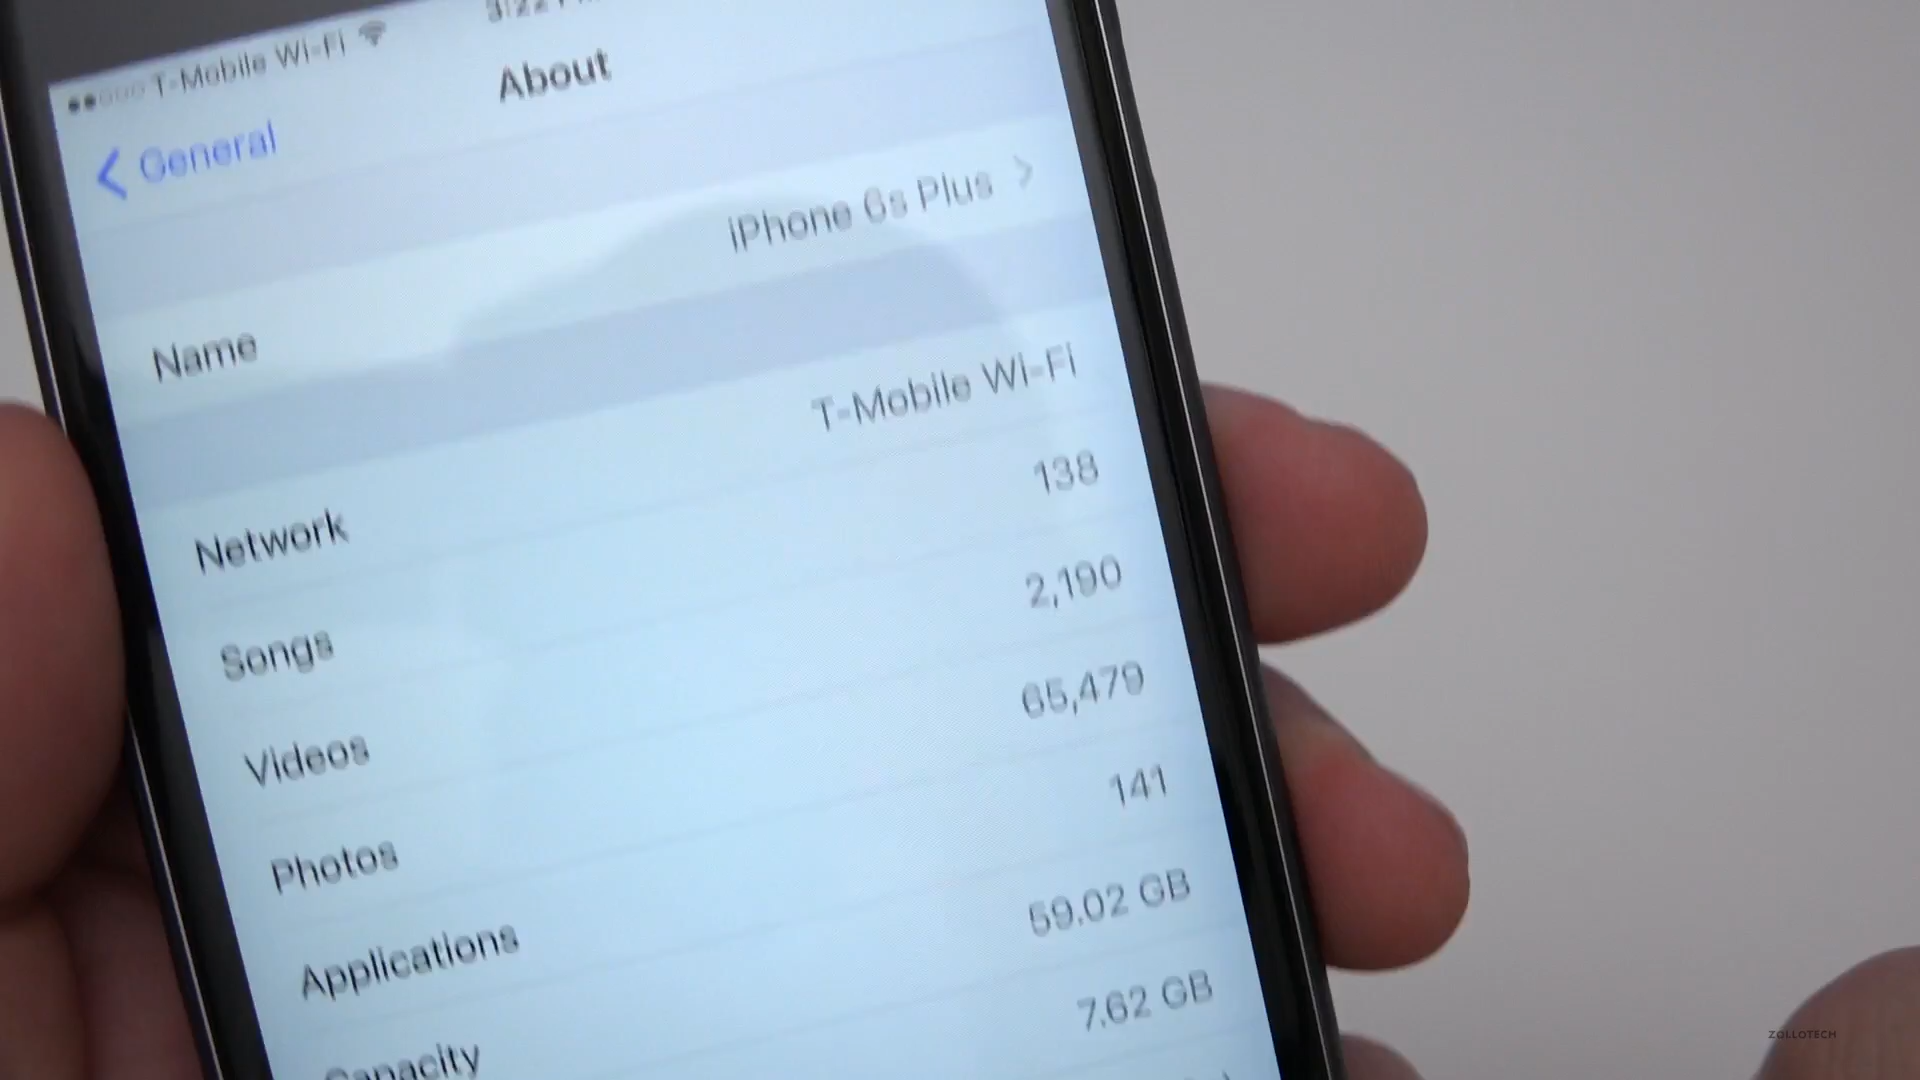 T-Mobile Wi-Fi
About
General
Name iPhone 6s Plus
Network T-Mobile Wi-Fi
Songs 138
Videos 2,190
Photos 65,479
Applications 141
Capacity 59.02 GB
7.62 GB
ZOLLOTECH